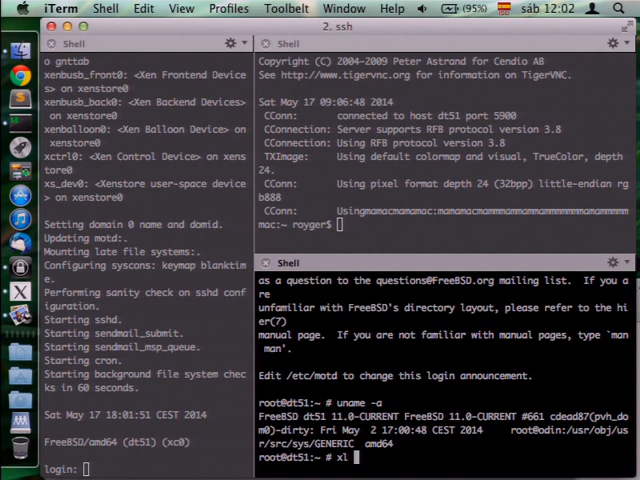 iTerm Shell Edit View Profiles Toolbelt Window Help (95%) sáb 12:02
2. ssh
Shell
o gnttab
xenbusb_front0: <Xen Frontend Device
s> on xenstore0
xenbusb_back0: <Xen Backend Devices>
on xenstore0
xenballoon0: <Xen Balloon Device> on
xenstore0
xctrl0: <Xen Control Device> on xens
tore0
xs_dev0: <Xenstore user-space device
> on xenstore0
Setting domain 0 name and domid.
Updating motd:.
Mounting late file systems:.
Configuring syscons: keymap blanktim
e.
Performing sanity check on sshd conf
iguration.
Starting sshd.
Starting sendmail_submit.
Starting sendmail_msp_queue.
Starting cron.
Starting background file system chec
ks in 60 seconds.
Sat May 17 18:01:51 CEST 2014
FreeBSD/amd64 (dt51) (xc0)
login:
Shell
Copyright (C) 2004-2009 Peter Astrand for Cendio AB
See http://www.tigervnc.org for information on TigerVNC.
Sat May 17 09:06:48 2014
CConn: connected to host dt51 port 5900
CConnection: Server supports RFB protocol version 3.8
CConnection: Using RFB protocol version 3.8
TXImage: Using default colormap and visual, TrueColor, depth
24.
CConn: Using pixel format depth 24 (32bpp) little-endian rg
b888
CConn:
mac:~ royger$
Shell
as a question to the questions@FreeBSD.org mailing list. If you a
re
unfamiliar with FreeBSD's directory layout, please refer to the hi
er(7)
manual page. If you are not familiar with manual pages, type `man
man'.
Edit /etc/motd to change this login announcement.
root@dt51:~ # uname -a
FreeBSD dt51 11.0-CURRENT FreeBSD 11.0-CURRENT #661 cdead87(pvh_do
m0)-dirty: Fri May 2 17:00:48 CEST 2014 root@odin:/usr/obj/us
r/src/sys/GENERIC amd64
root@dt51:~ # xl